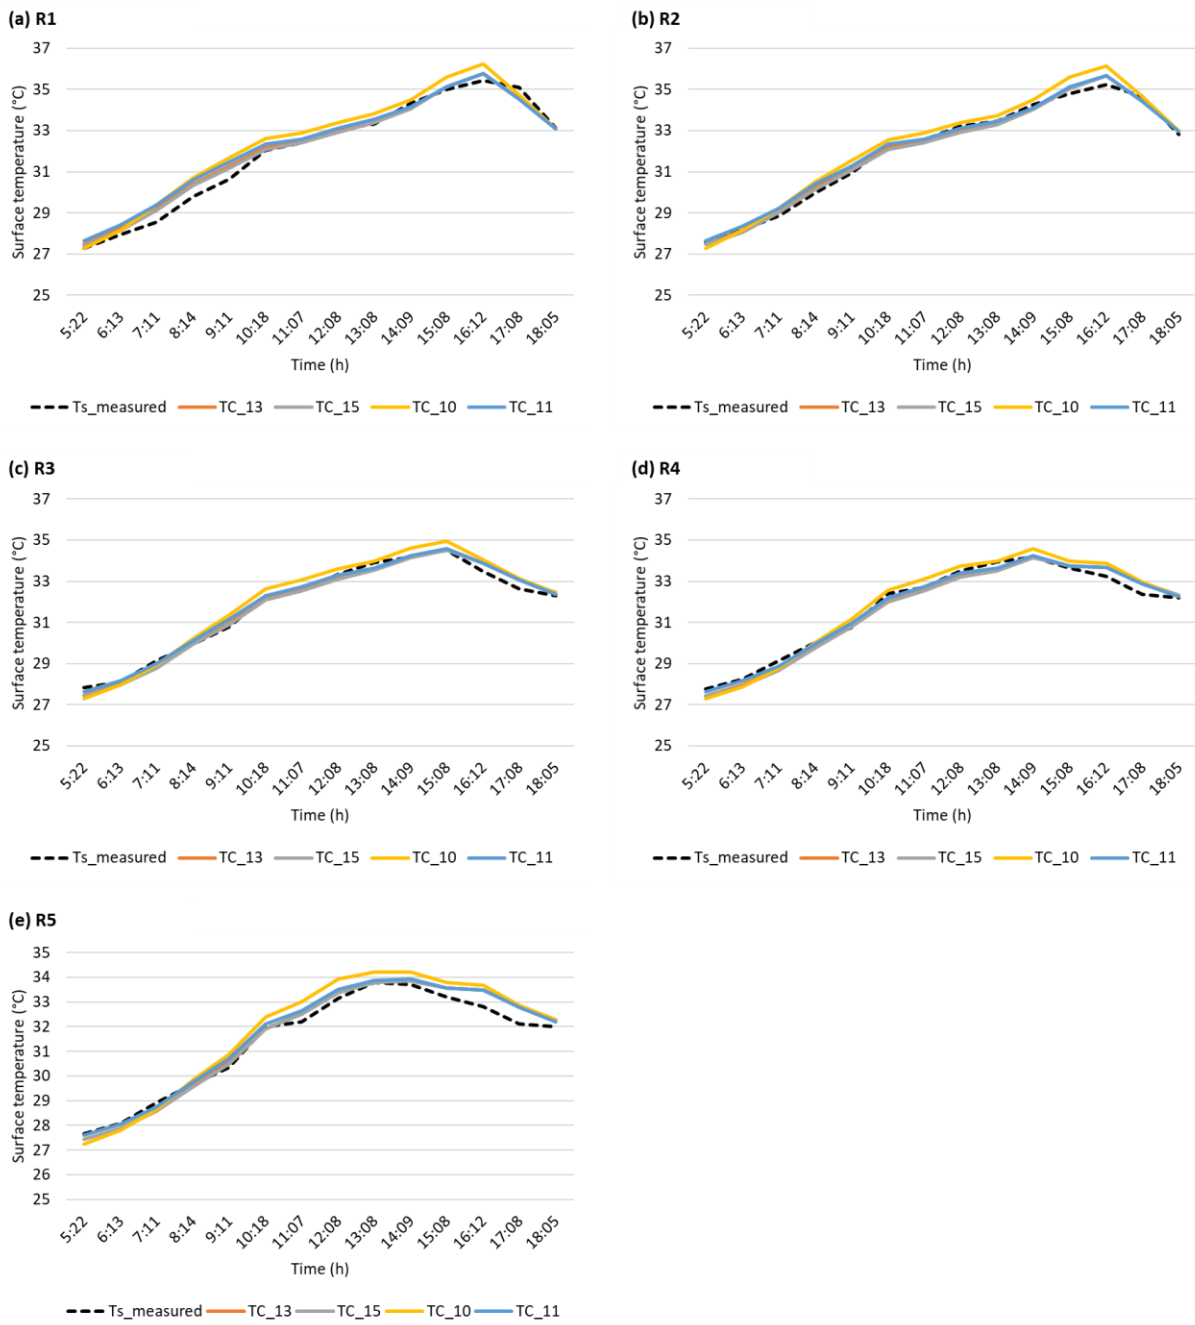 (a) R1
Surface temperature (°C)
37
35
33
31
29
27
25
5:22 6:13 7:11 8:14 9:11 10:18 11:07 12:08 13:08 14:09 15:08 16:12 17:08 18:05
Time (h)
Ts_measured TC_13 TC_15 TC_10 TC_11
(b) R2
Surface temperature (°C)
37
35
33
31
29
27
25
5:22 6:13 7:11 8:14 9:11 10:18 11:07 12:08 13:08 14:09 15:08 16:12 17:08 18:05
Time (h)
Ts_measured TC_13 TC_15 TC_10 TC_11
(c) R3
Surface temperature (°C)
37
35
33
31
29
27
25
5:22 6:13 7:11 8:14 9:11 10:18 11:07 12:08 13:08 14:09 15:08 16:12 17:08 18:05
Time (h)
Ts_measured TC_13 TC_15 TC_10 TC_11
(d) R4
Surface temperature (°C)
37
35
33
31
29
27
25
5:22 6:13 7:11 8:14 9:11 10:18 11:07 12:08 13:08 14:09 15:08 16:12 17:08 18:05
Time (h)
Ts_measured TC_13 TC_15 TC_10 TC_11
(e) R5
Surface temperature (°C)
35
34
33
32
31
30
29
28
27
26
25
5:22 6:13 7:11 8:14 9:11 10:18 11:07 12:08 13:08 14:09 15:08 16:12 17:08 18:05
Time (h)
Ts_measured TC_13 TC_15 TC_10 TC_11